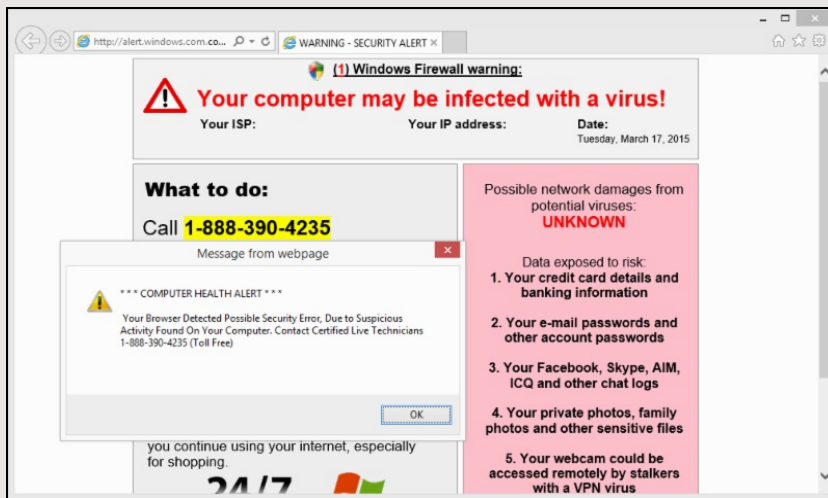 http://alert.windows.com.co...
WARNING - SECURITY ALERT
(1) Windows Firewall warning:
Your computer may be infected with a virus!
Your ISP:
Your IP address:
Date:
Tuesday, March 17, 2015
What to do:
Call 1-888-390-4235
Message from webpage
* * * COMPUTER HEALTH ALERT * * *
Your Browser Detected Possible Security Error, Due to Suspicious
Activity Found On Your Computer. Contact Certified Live Technicians
1-888-390-4235 (Toll Free)
OK
you continue using your internet, especially
for shopping.
24/7
Possible network damages from
potential viruses:
UNKNOWN
Data exposed to risk:
1. Your credit card details and
banking information
2. Your e-mail passwords and
other account passwords
3. Your Facebook, Skype, AIM,
ICQ and other chat logs
4. Your private photos, family
photos and other sensitive files
5. Your webcam could be
accessed remotely by stalkers
with a VPN virus